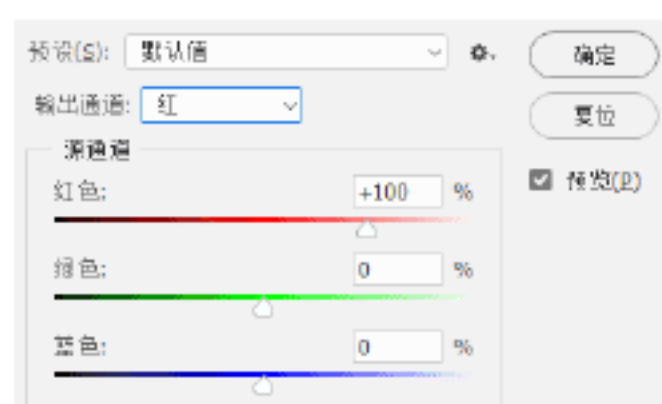 预设(S): 默认值
确定
输出通道: 红
复位
源通道
预览(P)
红色: +100 %
绿色: 0 %
蓝色: 0 %